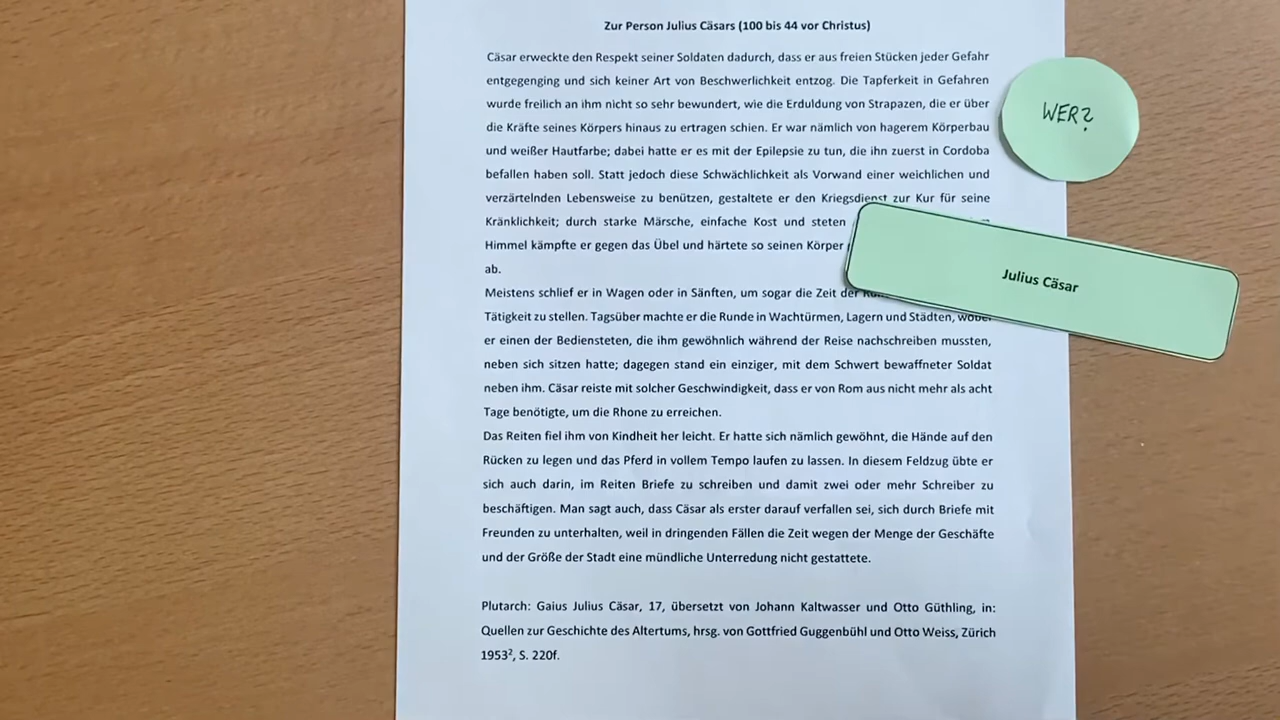 Zur Person Julius Cäsars (100 bis 44 vor Christus)
Cäsar erweckte den Respekt seiner Soldaten dadurch, dass er aus freien Stücken jeder Gefahr
entgegenging und sich keiner Art von Beschwerlichkeit entzog. Die Tapferkeit in Gefahren
wurde freilich an ihm nicht so sehr bewundert, wie die Erduldung von Strapazen, die er über
die Kräfte seines Körpers hinaus zu ertragen schien. Er war nämlich von hagerem Körperbau
und weißer Hautfarbe; dabei hatte er es mit der Epilepsie zu tun, die ihn zuerst in Cordoba
befallen haben soll. Statt jedoch diese Schwächlichkeit als Vorwand einer weichlichen und
verzärtelnden Lebensweise zu benützen, gestaltete er den Kriegsdienst zur Kur für seine
Kränklichkeit; durch starke Märsche, einfache Kost und steten
Himmel kämpfte er gegen das Übel und härtete so seinen Körper
ab.
Meistens schlief er in Wagen oder in Sänften, um sogar die Zeit der
Tätigkeit zu stellen. Tagsüber machte er die Runde in Wachtürmen, Lagern und Städten, wobei
er einen der Bediensteten, die ihm gewöhnlich während der Reise nachschreiben mussten,
neben sich sitzen hatte; dagegen stand ein einziger, mit dem Schwert bewaffneter Soldat
neben ihm. Cäsar reiste mit solcher Geschwindigkeit, dass er von Rom aus nicht mehr als acht
Tage benötigte, um die Rhone zu erreichen.
Das Reiten fiel ihm von Kindheit her leicht. Er hatte sich nämlich gewöhnt, die Hände auf den
Rücken zu legen und das Pferd in vollem Tempo laufen zu lassen. In diesem Feldzug übte er
sich auch darin, im Reiten Briefe zu schreiben und damit zwei oder mehr Schreiber zu
beschäftigen. Man sagt auch, dass Cäsar als erster darauf verfallen sei, sich durch Briefe mit
Freunden zu unterhalten, weil in dringenden Fällen die Zeit wegen der Menge der Geschäfte
und der Größe der Stadt eine mündliche Unterredung nicht gestattete.
Plutarch: Gaius Julius Cäsar, 17, übersetzt von Johann Kaltwasser und Otto Güthling, in:
Quellen zur Geschichte des Altertums, hrsg. von Gottfried Guggenbühl und Otto Weiss, Zürich
1953², S. 220f.
WER?
Julius Cäsar